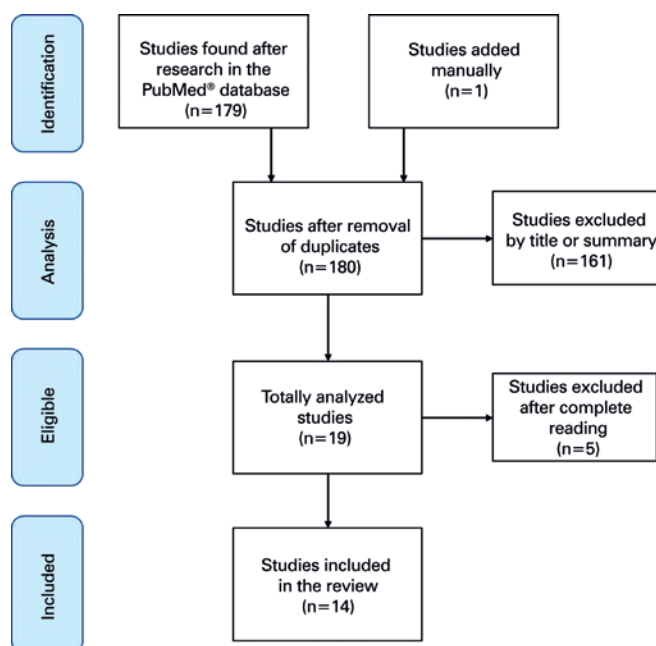 Identification
Studies found after
research in the
PubMed® database
(n=179)
Studies added
manually
(n=1)
Analysis
Studies after removal
of duplicates
(n=180)
Studies excluded
by title or summary
(n=161)
Eligible
Totally analyzed
studies
(n=19)
Studies excluded
after complete
reading
(n=5)
Included
Studies included
in the review
(n=14)